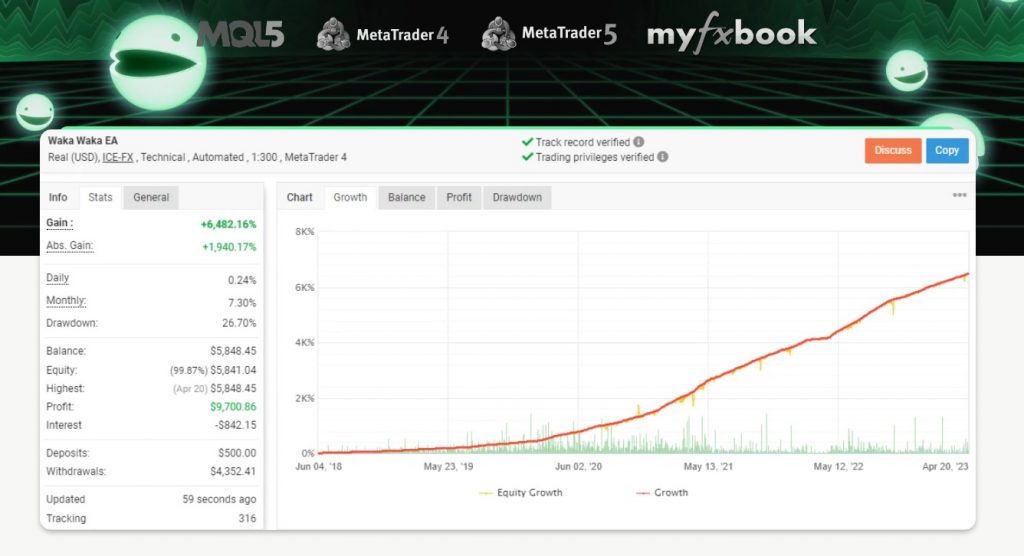 MQL5 MetaTrader 4 MetaTrader 5 myfxbook
Waka Waka EA
Real (USD), ICE-FX , Technical , Automated , 1:300 , MetaTrader 4
Track record verified
Trading privileges verified
Discuss Copy
Info Stats General
Gain : +6,482.16%
Abs. Gain: +1,940.17%
Daily 0.24%
Monthly: 7.30%
Drawdown: 26.70%
Balance: $5,848.45
Equity: (99.87%) $5,841.04
Highest: (Apr 20) $5,848.45
Profit: $9,700.86
Interest -$842.15
Deposits: $500.00
Withdrawals: $4,352.41
Updated 59 seconds ago
Tracking 316
Chart Growth Balance Profit Drawdown
8K%
6K%
4K%
2K%
0%
Jun 04, '18 May 23, '19 Jun 02, '20 May 13, '21 May 12, '22 Apr 20, '23
Equity Growth Growth